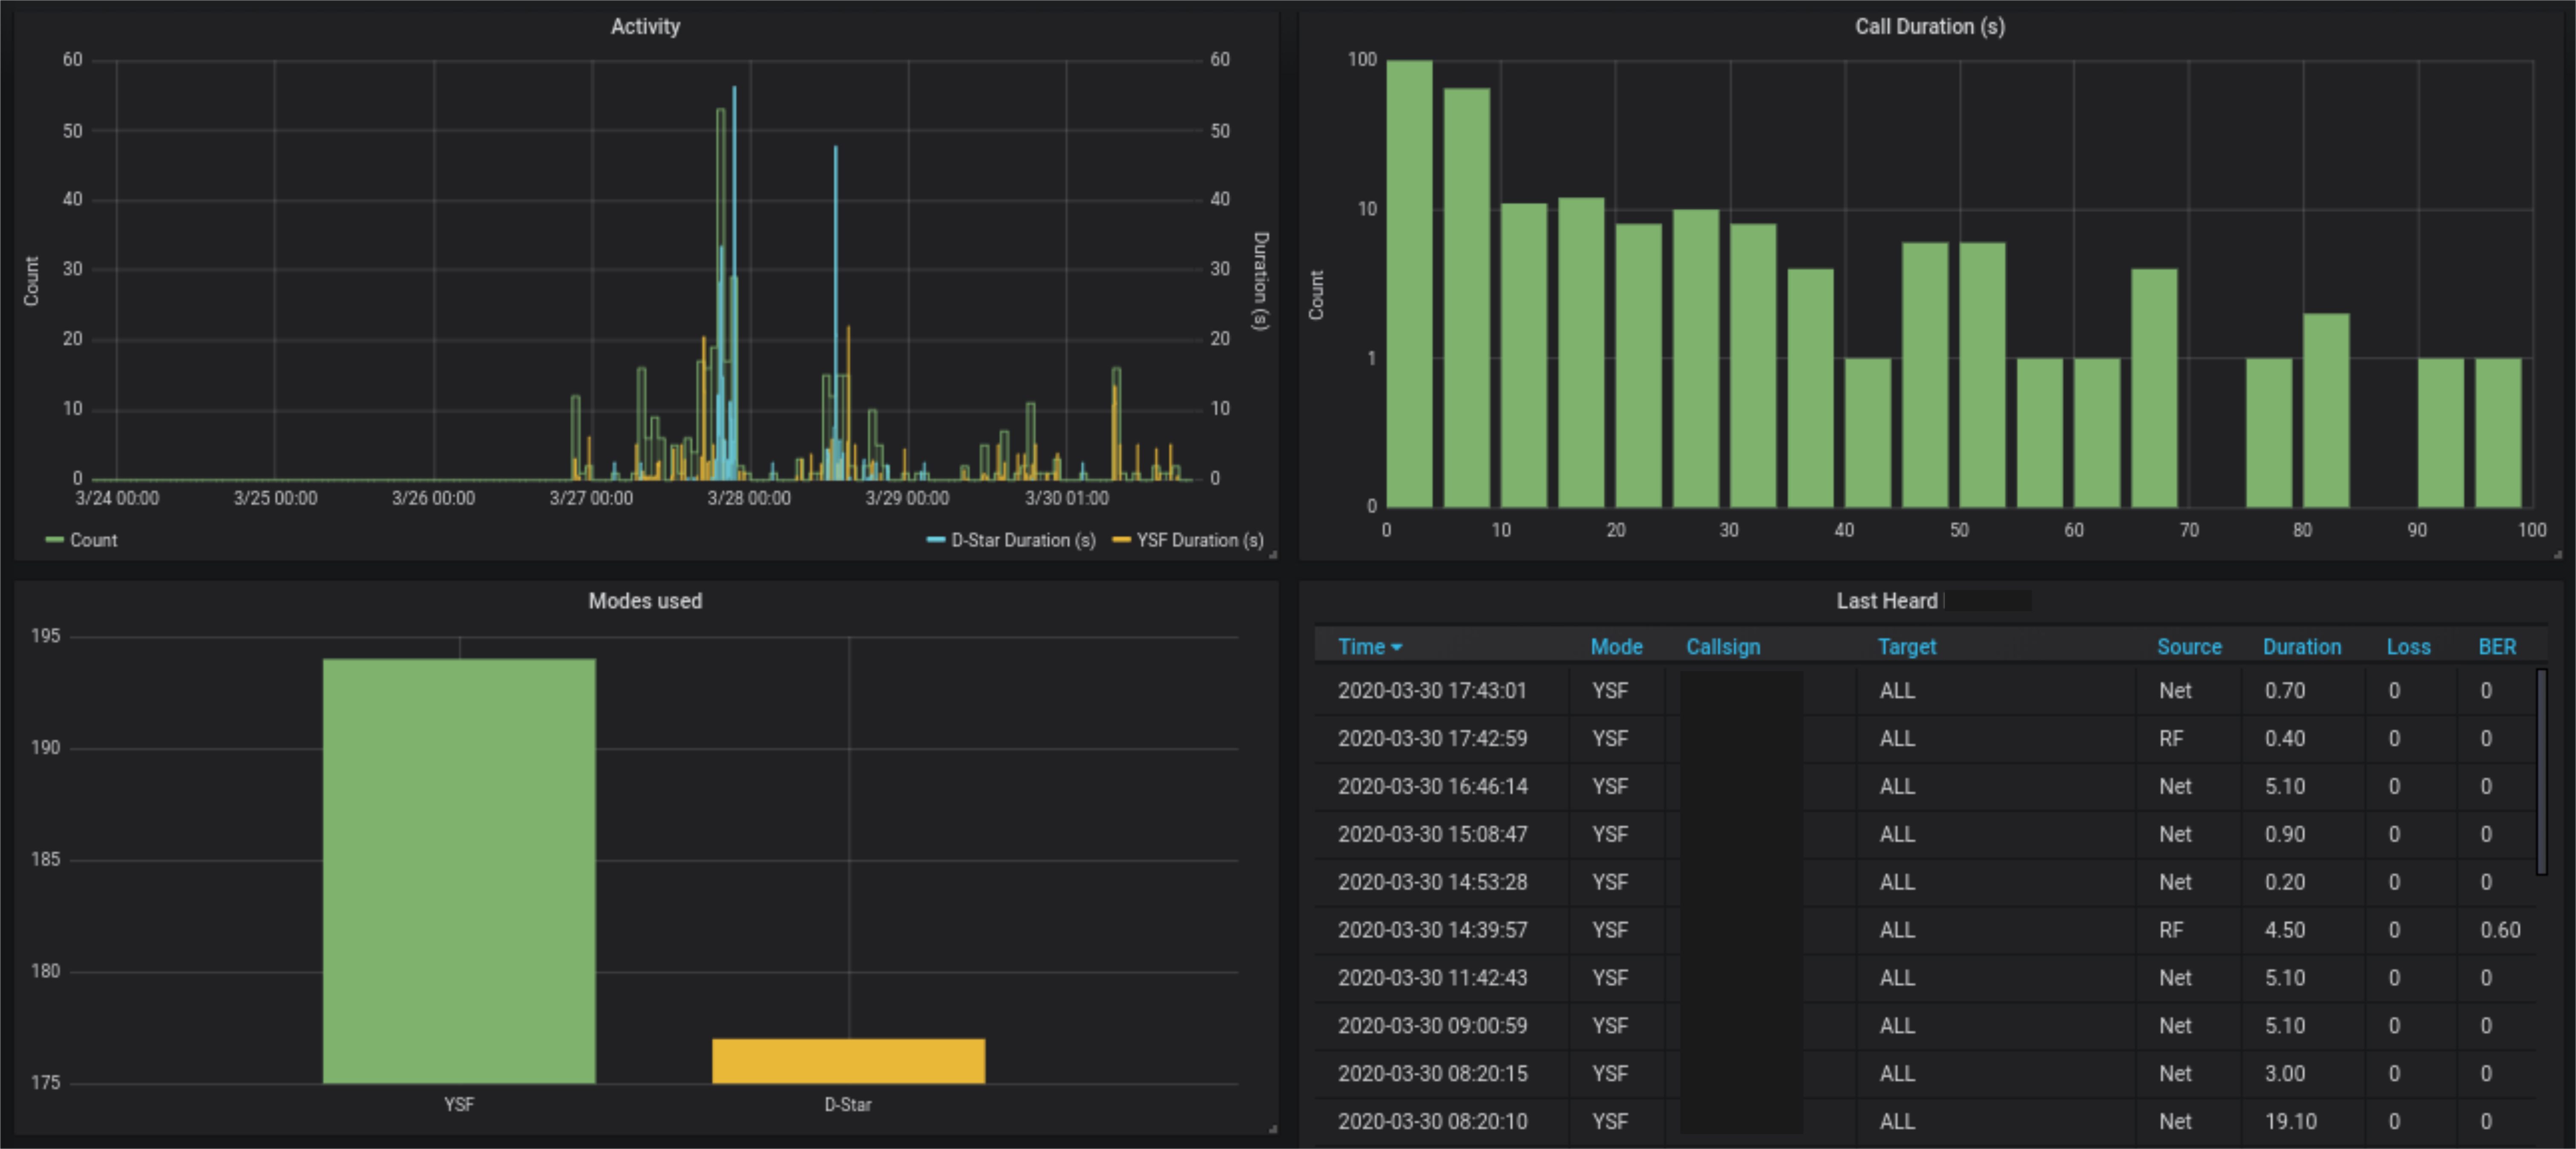 Activity
60
50
40
30
20
10
0
Count
60
50
40
30
20
10
0
Duration (s)
3/24 00:00 3/25 00:00 3/26 00:00 3/27 00:00 3/28 00:00 3/29 00:00 3/30 01:00
Count D-Star Duration (s) YSF Duration (s)
Call Duration (s)
100
10
1
0
Count
0 10 20 30 40 50 60 70 80 90 100
Modes used
195
190
185
180
175
YSF D-Star
Last Heard
Time Mode Callsign Target Source Duration Loss BER
2020-03-30 17:43:01 YSF ALL Net 0.70 0 0
2020-03-30 17:42:59 YSF ALL RF 0.40 0 0
2020-03-30 16:46:14 YSF ALL Net 5.10 0 0
2020-03-30 15:08:47 YSF ALL Net 0.90 0 0
2020-03-30 14:53:28 YSF ALL Net 0.20 0 0
2020-03-30 14:39:57 YSF ALL RF 4.50 0 0.60
2020-03-30 11:42:43 YSF ALL Net 5.10 0 0
2020-03-30 09:00:59 YSF ALL Net 5.10 0 0
2020-03-30 08:20:15 YSF ALL Net 3.00 0 0
2020-03-30 08:20:10 YSF ALL Net 19.10 0 0